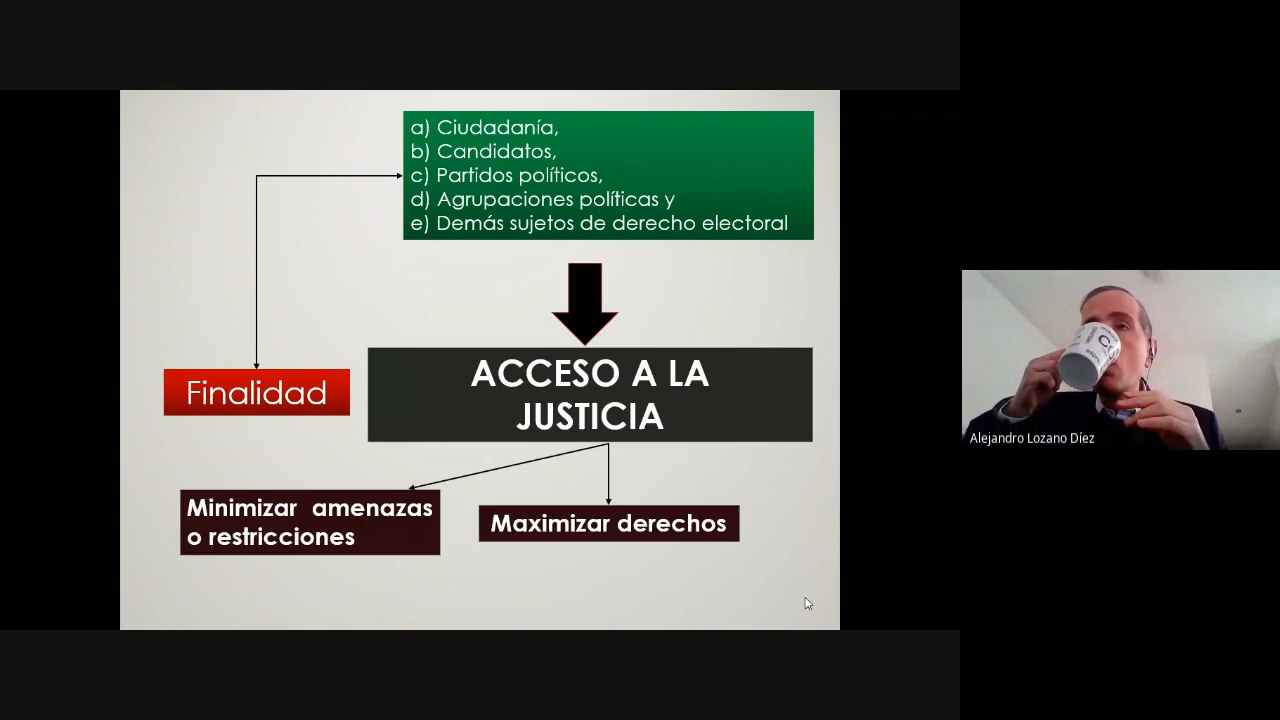 a) Ciudadanía,
b) Candidatos,
c) Partidos políticos,
d) Agrupaciones políticas y
e) Demás sujetos de derecho electoral
Finalidad
ACCESO A LA
JUSTICIA
Minimizar amenazas
o restricciones
Maximizar derechos
Alejandro Lozano Díez